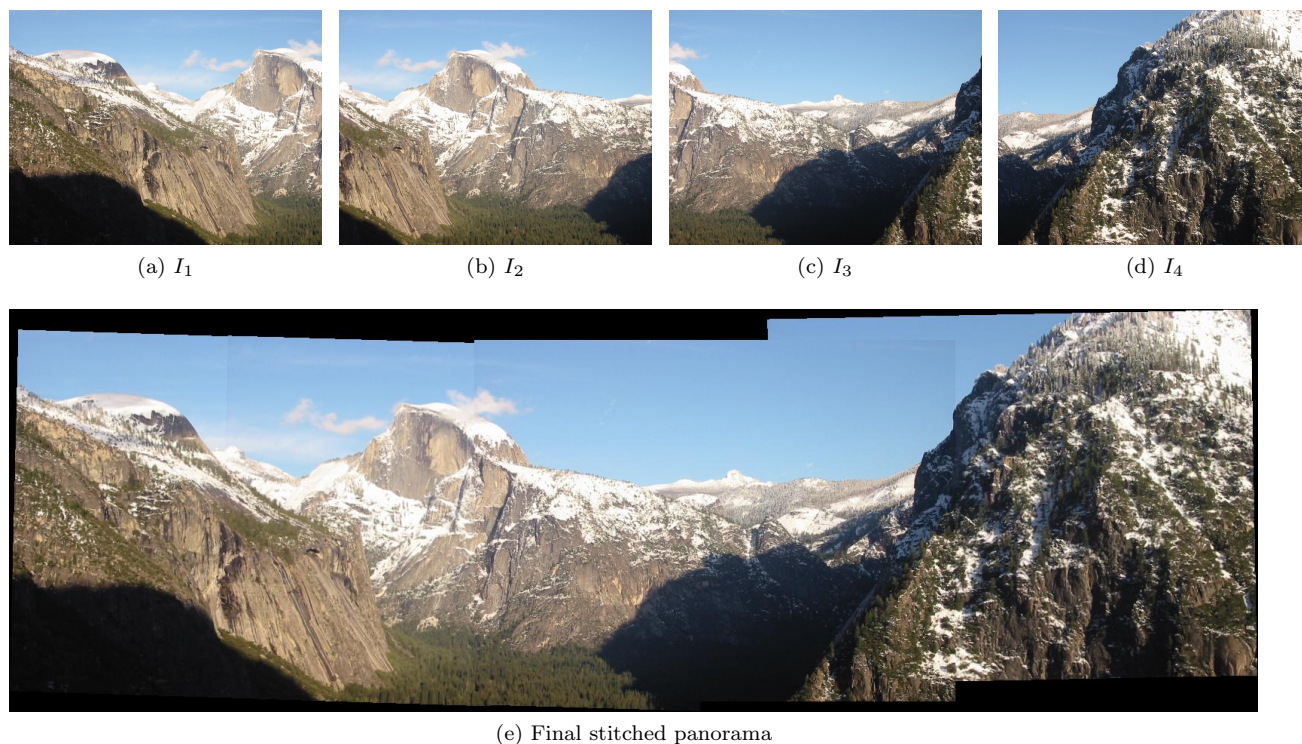 (a) I1
(b) I2
(c) I3
(d) I4
(e) Final stitched panorama